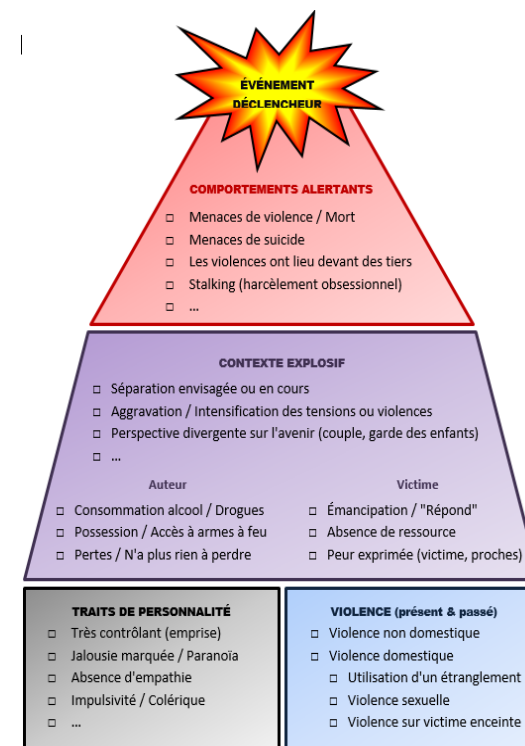 ÉVÉNEMENT
DÉCLENCHEUR
COMPORTEMENTS ALERTANTS
□ Menaces de violence / Mort
□ Menaces de suicide
□ Les violences ont lieu devant des tiers
□ Stalking (harcèlement obsessionnel)
□ ...
CONTEXTE EXPLOSIF
□ Séparation envisagée ou en cours
□ Aggravation / Intensification des tensions ou violences
□ Perspective divergente sur l'avenir (couple, garde des enfants)
□ ...
Auteur
□ Consommation alcool / Drogues
□ Possession / Accès à armes à feu
□ Pertes / N'a plus rien à perdre
Victime
□ Émancipation / "Répond"
□ Absence de ressource
□ Peur exprimée (victime, proches)
TRAITS DE PERSONNALITÉ
□ Très contrôlant (emprise)
□ Jalousie marquée / Paranoïa
□ Absence d'empathie
□ Impulsivité / Colérique
□ ...
VIOLENCE (présent & passé)
□ Violence non domestique
□ Violence domestique
□ Utilisation d'un étranglement
□ Violence sexuelle
□ Violence sur victime enceinte